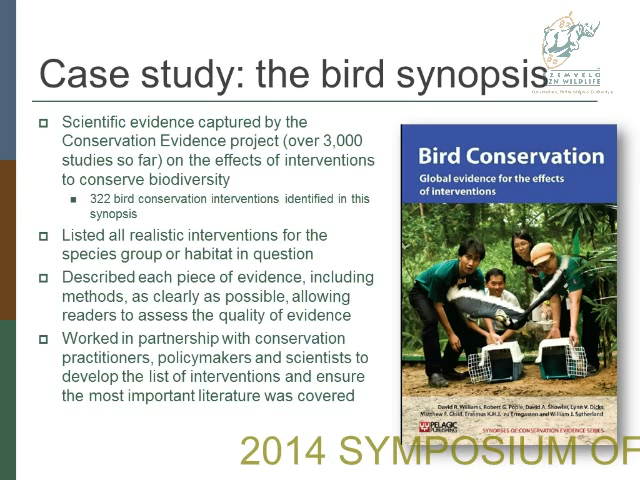 Case study: the bird synopsis
EZEMVELO
KZN WILDLIFE
Scientific evidence captured by the
Conservation Evidence project (over 3,000
studies so far) on the effects of interventions
to conserve biodiversity
322 bird conservation interventions identified in this
synopsis
Listed all realistic interventions for the
species group or habitat in question
Described each piece of evidence, including
methods, as clearly as possible, allowing
readers to assess the quality of evidence
Worked in partnership with conservation
practitioners, policymakers and scientists to
develop the list of interventions and ensure
the most important literature was covered
Bird Conservation
Global evidence for the effects
of interventions
David R. Williams, Robert G. Pople, David A. Showler, Lynn V. Dicks,
Matthew F. Child, Erasmus K.H.J. zu Ermgassen and William J. Sutherland
PELAGIC
PUBLISHING
SYNOPSES OF CONSERVATION EVIDENCE SERIES
2014 SYMPOSIUM OF